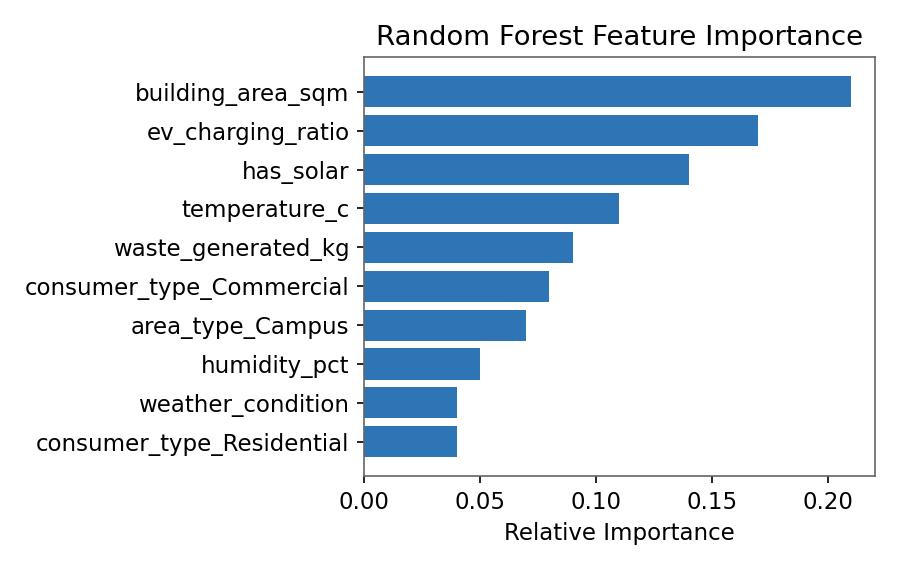 Random Forest Feature Importance
building_area_sqm
ev_charging_ratio
has_solar
temperature_c
waste_generated_kg
consumer_type_Commercial
area_type_Campus
humidity_pct
weather_condition
consumer_type_Residential
0.00 0.05 0.10 0.15 0.20
Relative Importance